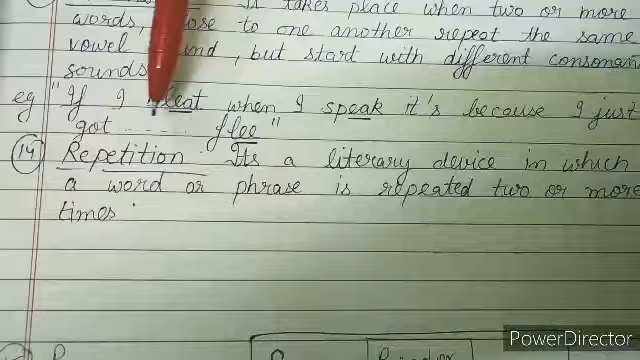 It takes place when two or more
words, close to one another repeat the same
vowel sound, but start with different consonant
sounds
eg "If I bleat when I speak it's because I just
got ...... flee"
14 Repetition Its a literary device in which
a word or phrase is repeated two or more
times.
PowerDirector